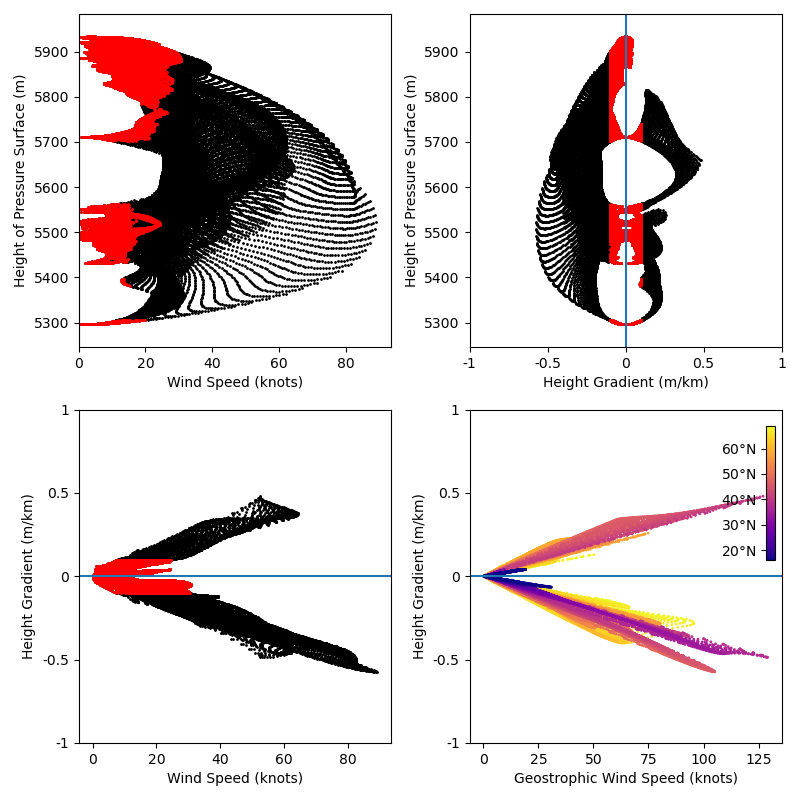 5900
5800
5700
5600
5500
5400
5300
Height of Pressure Surface (m)
0 20 40 60 80
Wind Speed (knots)
5900
5800
5700
5600
5500
5400
5300
Height of Pressure Surface (m)
-1 -0.5 0 0.5 1
Height Gradient (m/km)
1
0.5
0
-0.5
-1
Height Gradient (m/km)
0 20 40 60 80
Wind Speed (knots)
1
0.5
0
-0.5
-1
Height Gradient (m/km)
60°N
50°N
40°N
30°N
20°N
0 25 50 75 100 125
Geostrophic Wind Speed (knots)